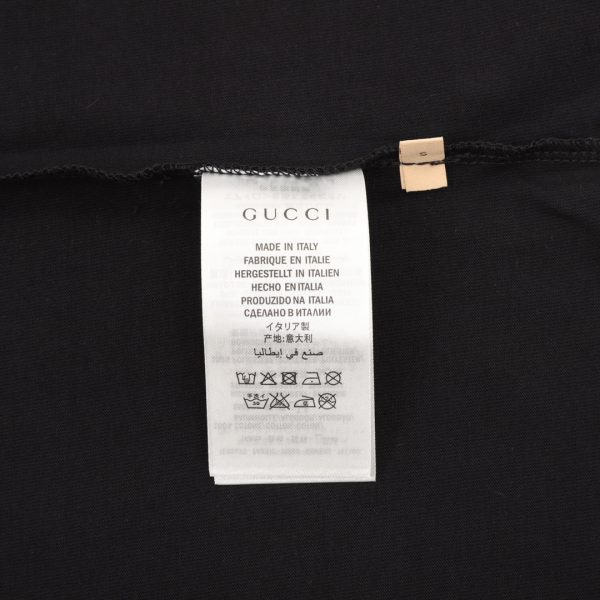 GUCCI
MADE IN ITALY
FABRIQUE EN ITALIE
HERGESTELLT IN ITALIEN
HECHO EN ITALIA
PRODUZIDO NA ITALIA
СДЕЛАНО В ИТАЛИИ
イタリア製
产地:意大利
صنع في إيطاليا
S